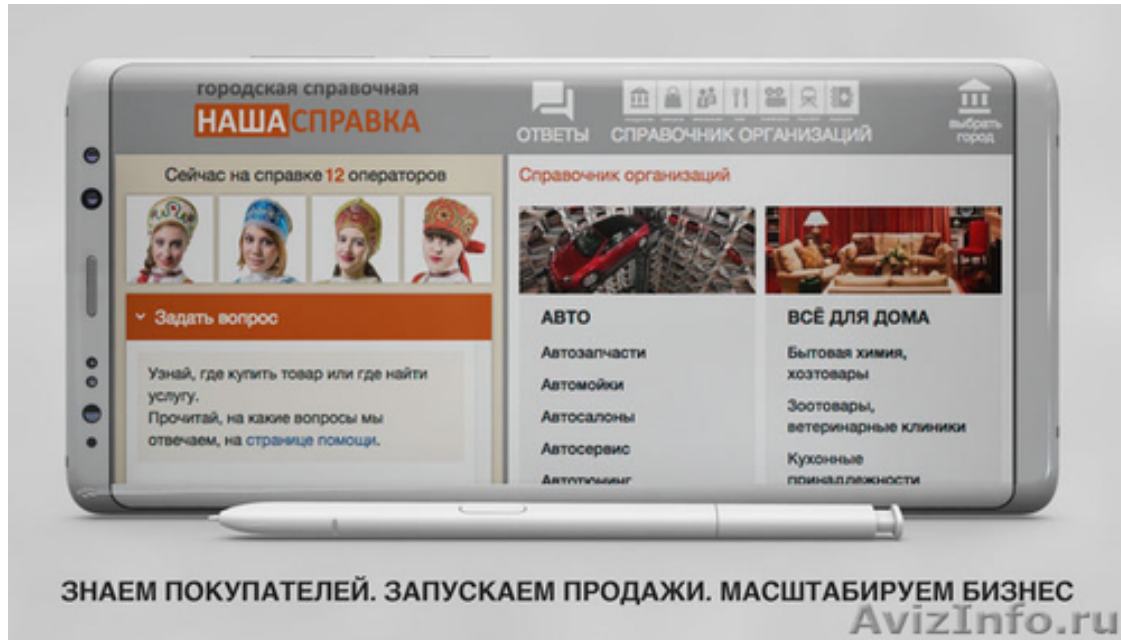 городская справочная
НАШАСПРАВКА
ОТВЕТЫ
СПРАВОЧНИК ОРГАНИЗАЦИЙ
выбрать
город
Сейчас на справке 12 операторов
Задать вопрос
Узнай, где купить товар или где найти
услугу.
Прочитай, на какие вопросы мы
отвечаем, на странице помощи.
Справочник организаций
АВТО
Автозапчасти
Автомойки
Автосалоны
Автосервис
Автотюнинг
ВСЁ ДЛЯ ДОМА
Бытовая химия,
хозтовары
Зоотовары,
ветеринарные клиники
Кухонные
принадлежности
ЗНАЕМ ПОКУПАТЕЛЕЙ. ЗАПУСКАЕМ ПРОДАЖИ. МАСШТАБИРУЕМ БИЗНЕС
AvizInfo.ru